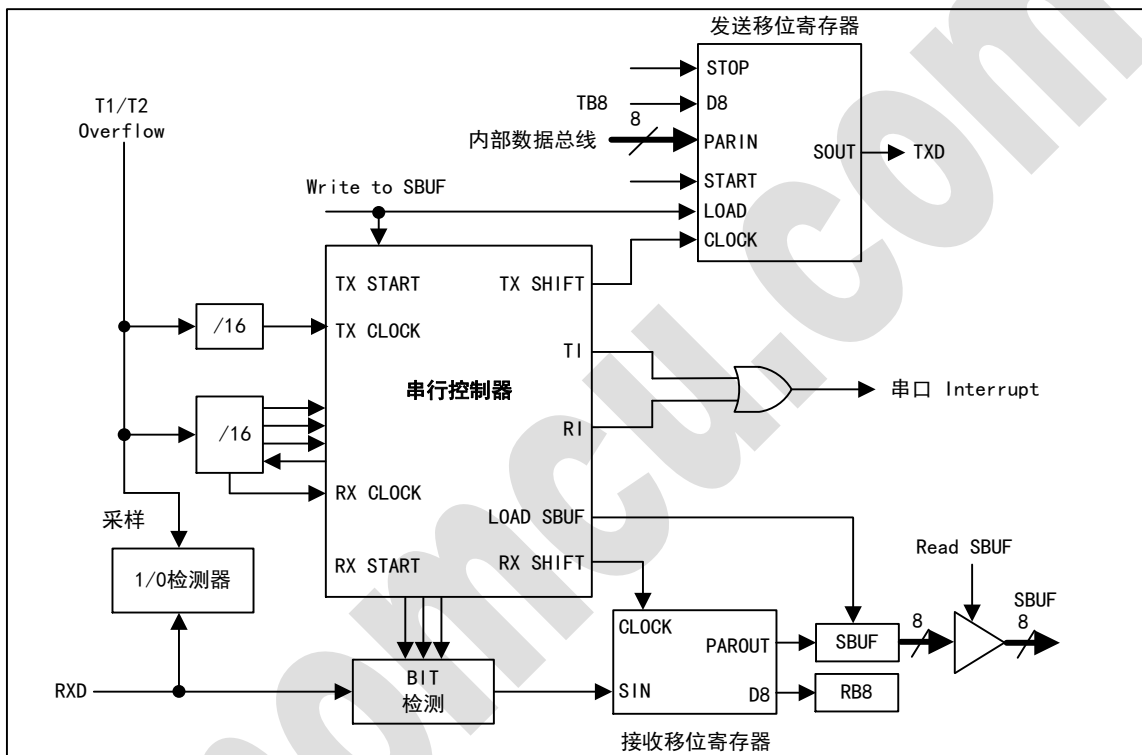 发送移位寄存器
STOP
T1/T2
Overflow
TB8
D8
8
内部数据总线
PARIN
SOUT
TXD
START
Write to SBUF
LOAD
CLOCK
TX START
TX SHIFT
/16
TX CLOCK
TI
串行控制器
串口 Interrupt
/16
RI
RX CLOCK
采样
LOAD SBUF
Read SBUF
1/0检测器
RX START
RX SHIFT
SBUF
CLOCK
8
8
PAROUT
SBUF
BIT
检测
RXD
SIN
D8
RB8
接收移位寄存器
omcu.com